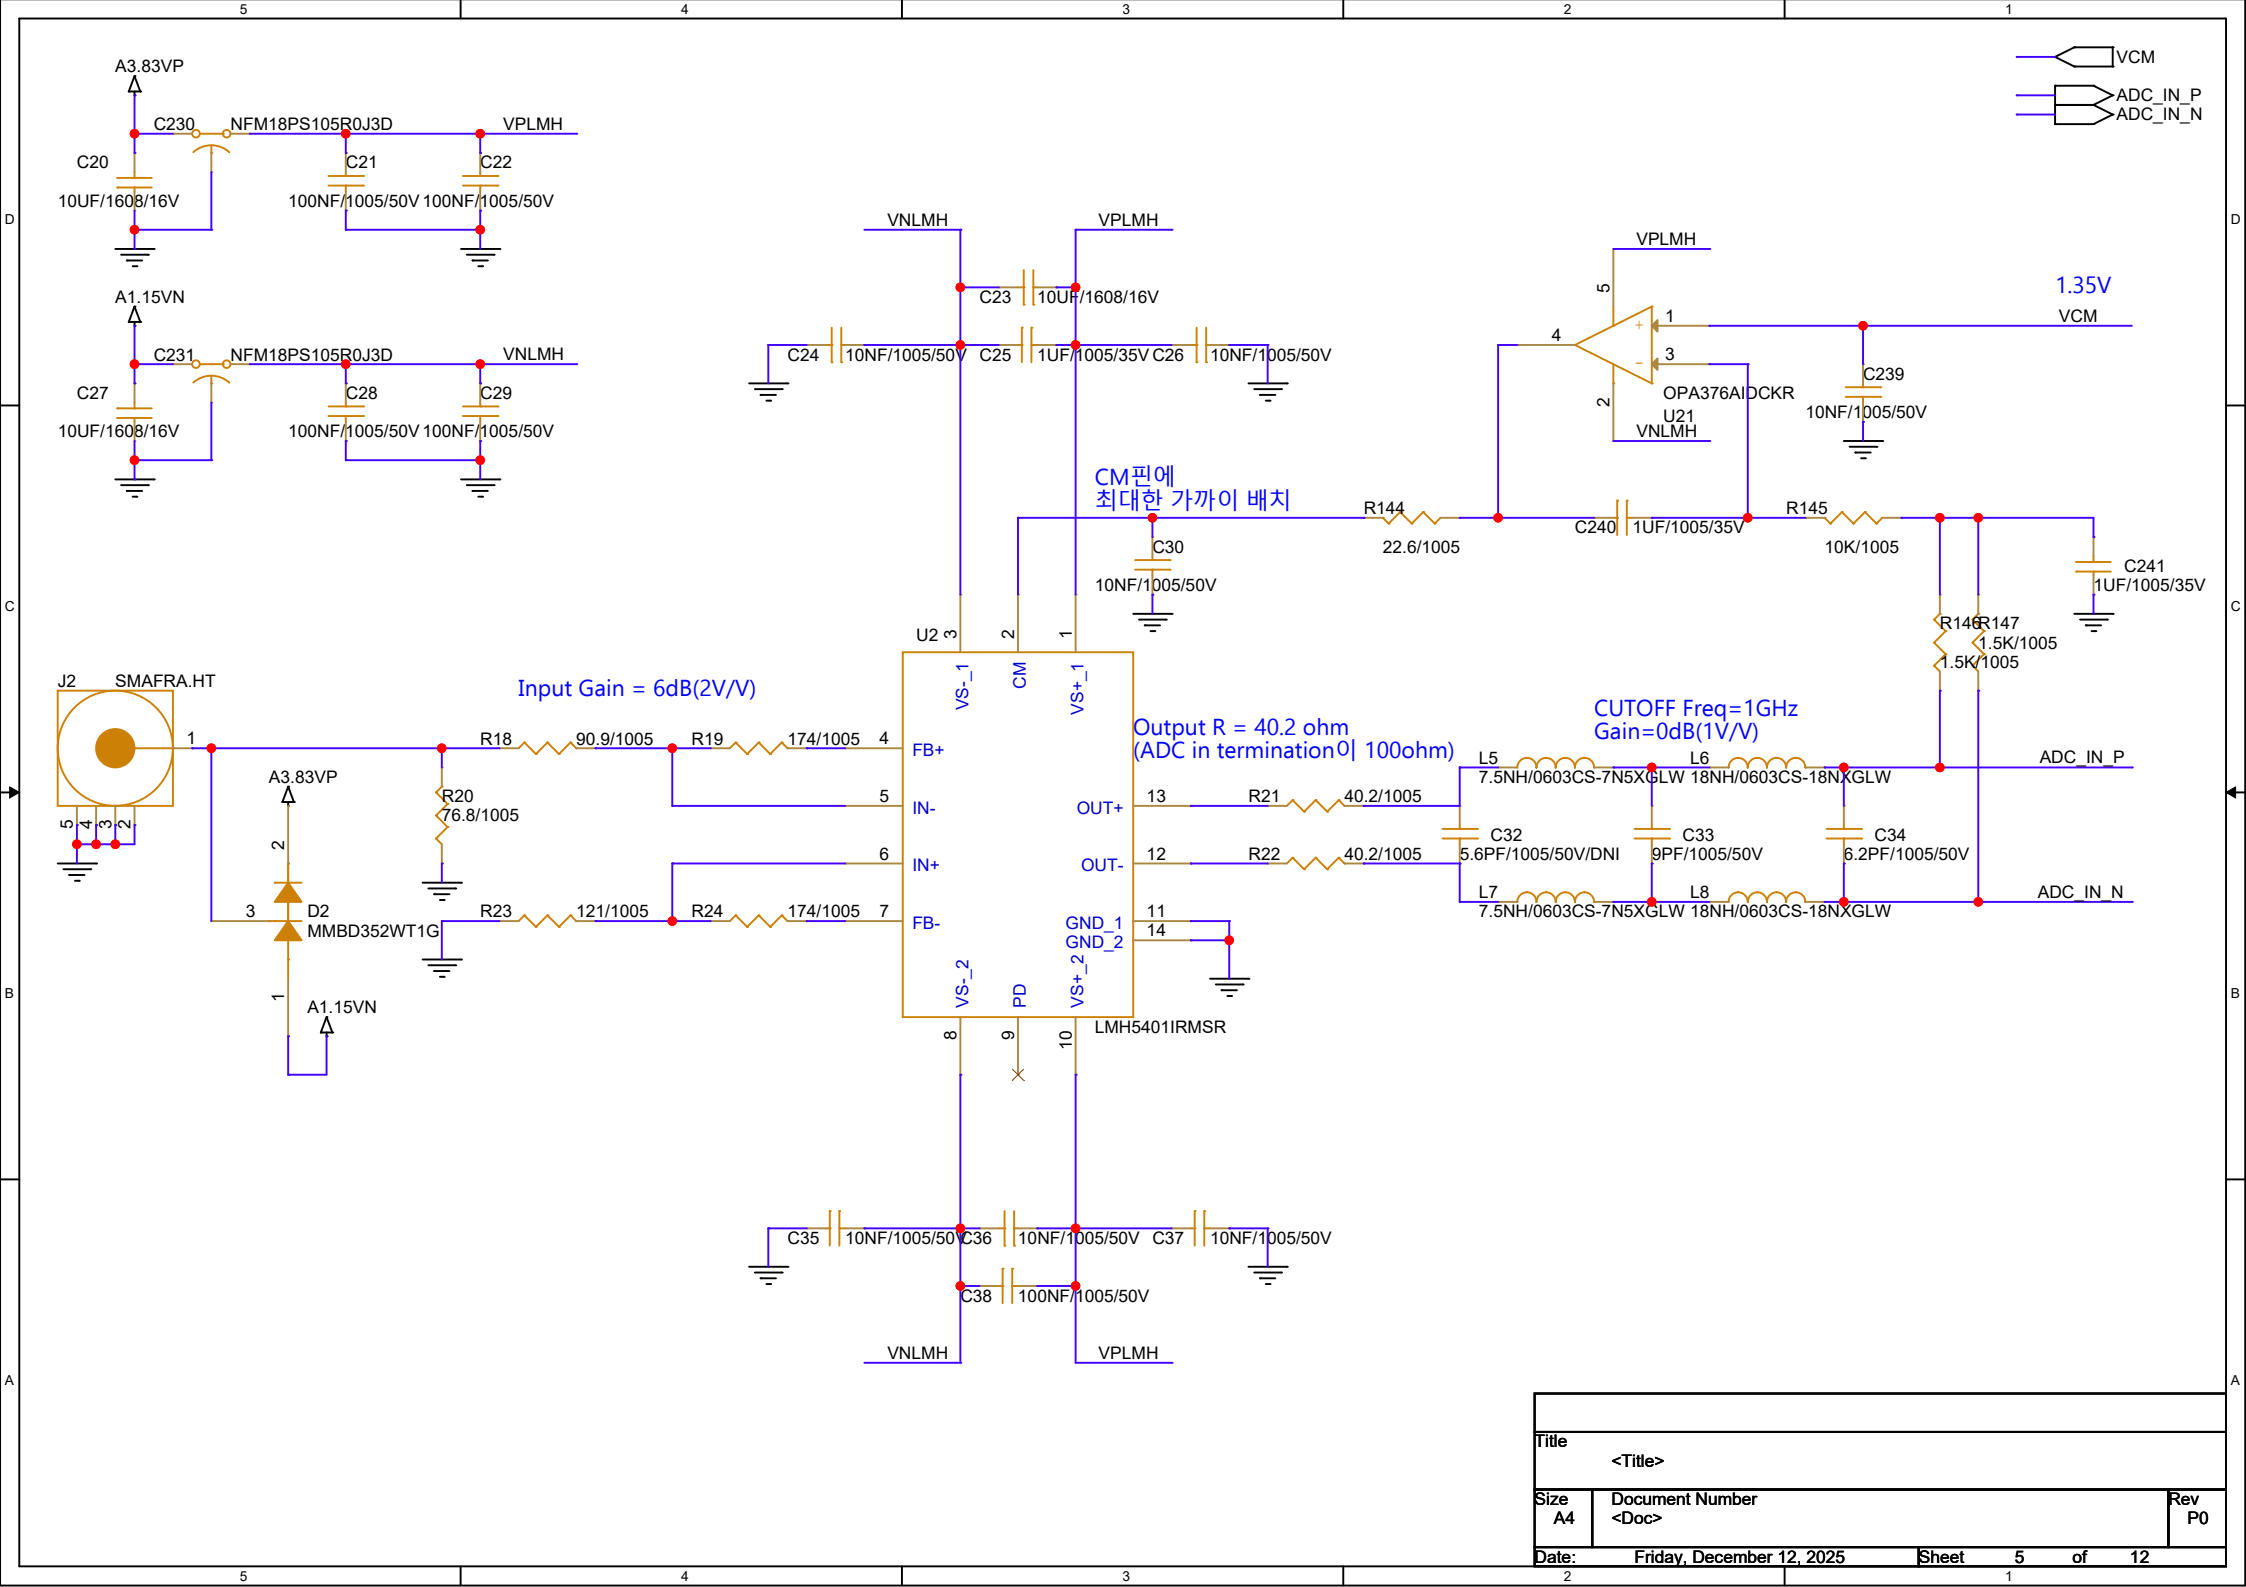 5 4 3 2 1
VCM
ADC_IN_P
ADC_IN_N
A3.83VP
C230 NFM18PS105R0J3D VPLMH
C20 C21 C22
10UF/1608/16V 100NF/1005/50V 100NF/1005/50V
D D
A1.15VN
C231 NFM18PS105R0J3D VNLMH
C27 C28 C29
10UF/1608/16V 100NF/1005/50V 100NF/1005/50V
VNLMH VPLMH
C23 10UF/1608/16V
C24 10NF/1005/50V C25 1UF/1005/35V C26 10NF/1005/50V
VPLMH
5
1.35V
1 VCM
4
3
+
-
OPA376AIDCKR
U21
2
VNLMH
C239
10NF/1005/50V
CM핀에
최대한 가까이 배치
R144
22.6/1005
C240 1UF/1005/35V
R145
10K/1005
C30
10NF/1005/50V
C241
1UF/1005/35V
C C
R146 R147
1.5K/1005
1.5K/1005
U2 3 2 1
VS-_1 CM VS+_1
J2 SMAFRA.HT
1
5 4 3 2
Input Gain = 6dB(2V/V)
R18 90.9/1005 R19 174/1005 4 FB+
A3.83VP
R20
76.8/1005
5 IN-
6 IN+
2
3 D2
MMBD352WT1G
1
A1.15VN
R23 121/1005 R24 174/1005 7 FB-
Output R = 40.2 ohm
(ADC in termination이 100ohm)
OUT+ 13 R21 40.2/1005
OUT- 12 R22 40.2/1005
GND_1 11
GND_2 14
CUTOFF Freq=1GHz
Gain=0dB(1V/V)
L5 L6 ADC_IN_P
7.5NH/0603CS-7N5XGLW 18NH/0603CS-18NXGLW
C32 C33 C34
5.6PF/1005/50V/DNI 9PF/1005/50V 6.2PF/1005/50V
L7 L8 ADC_IN_N
7.5NH/0603CS-7N5XGLW 18NH/0603CS-18NXGLW
B B
VS-_2 PD VS+_2
8 9 10
LMH5401IRMSR
C35 10NF/1005/50V C36 10NF/1005/50V C37 10NF/1005/50V
C38 100NF/1005/50V
VNLMH VPLMH
A A
Title
<Title>
Size Document Number Rev
A4 <Doc> P0
Date: Friday, December 12, 2025 Sheet 5 of 12
5 4 3 2 1